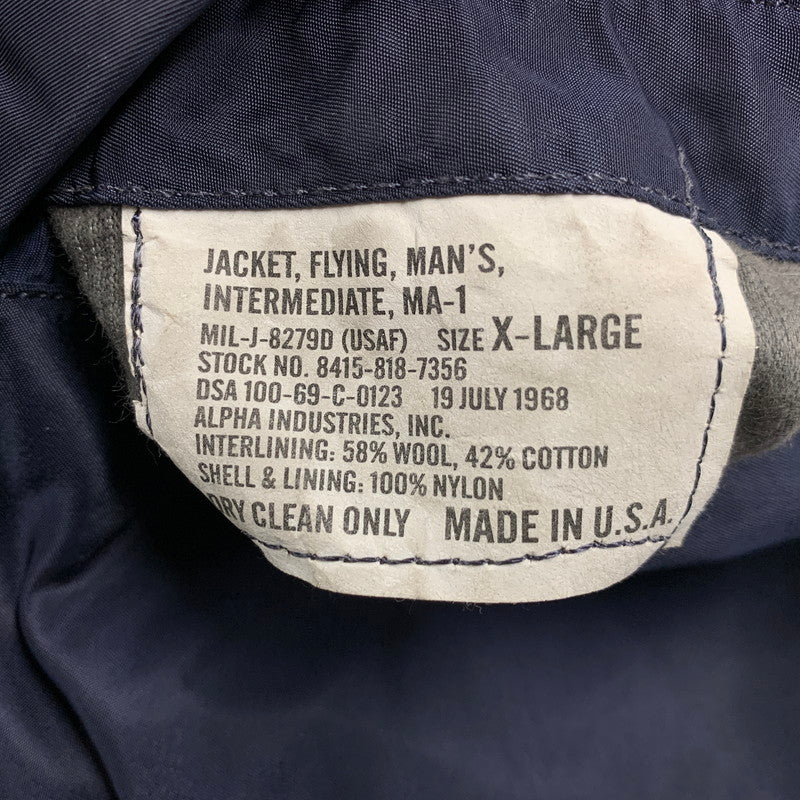 JACKET, FLYING, MAN'S,
INTERMEDIATE, MA-1
MIL-J-8279D (USAF) SIZE X-LARGE
STOCK NO. 8415-818-7356
DSA 100-69-C-0123 19 JULY 1968
ALPHA INDUSTRIES, INC.
INTERLINING: 58% WOOL, 42% COTTON
SHELL & LINING: 100% NYLON
DRY CLEAN ONLY MADE IN U.S.A.